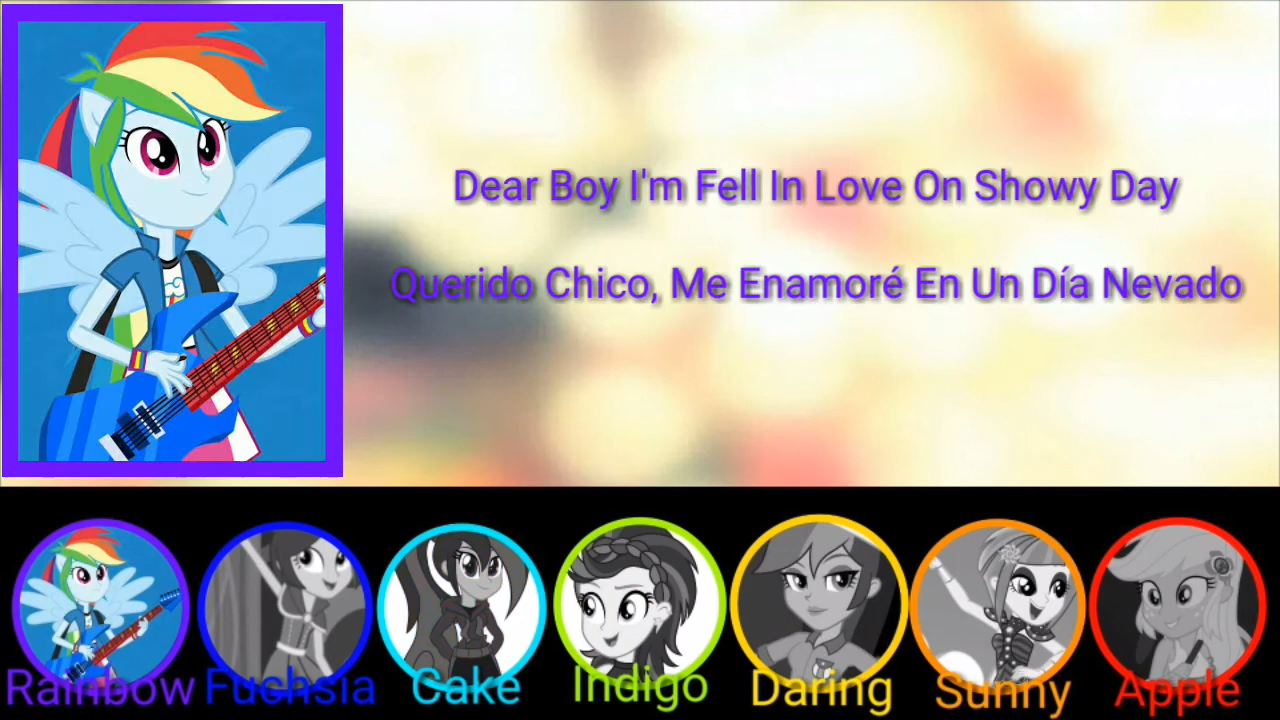 Dear Boy I'm Fell In Love On Showy Day
Querido Chico, Me Enamoré En Un Día Nevado
Rainbow Fuchsia Cake Indigo Daring Sunny Apple